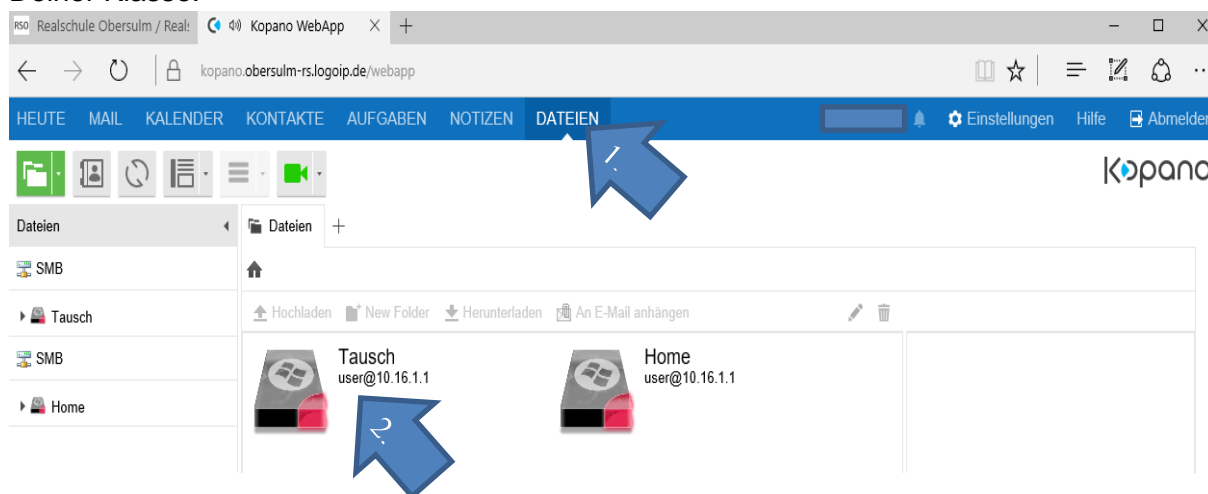 RSO Realschule Obersulm / Reals Kopano WebApp
kopano.obersulm-rs.logoip.de/webapp
HEUTE MAIL KALENDER KONTAKTE AUFGABEN NOTIZEN DATEIEN Einstellungen Hilfe Abmelden
1.
kopano
Dateien Dateien
SMB
Tausch Hochladen New Folder Herunterladen An E-Mail anhängen
SMB Tausch Home
user@10.16.1.1 user@10.16.1.1
Home
2.